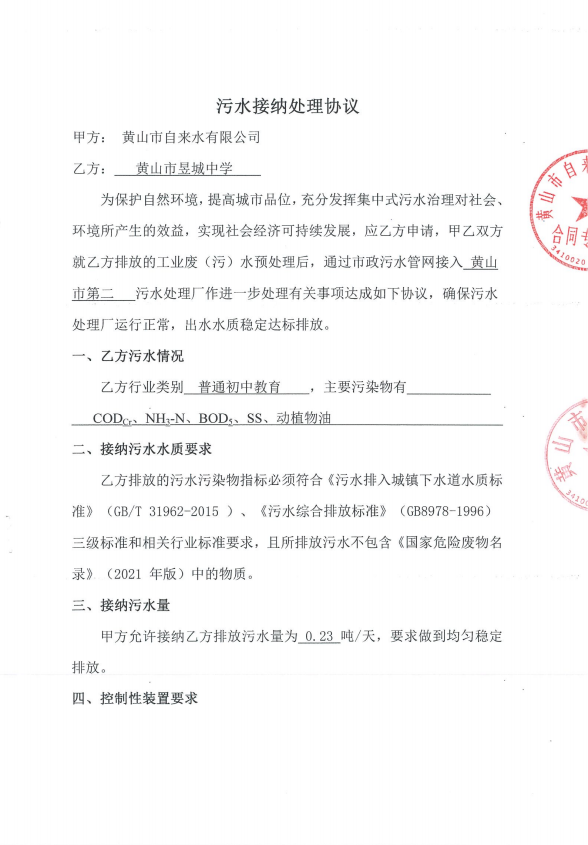 污水接纳处理协议
甲方： 黄山市自来水有限公司
乙方： 黄山市昱城中学
为保护自然环境，提高城市品位，充分发挥集中式污水治理对社会、
环境所产生的效益，实现社会经济可持续发展，应乙方申请，甲乙双方
就乙方排放的工业废（污）水预处理后，通过市政污水管网接入 黄山
市第二 污水处理厂作进一步处理有关事项达成如下协议，确保污水
处理厂运行正常，出水水质稳定达标排放。
一、乙方污水情况
乙方行业类别 普通初中教育 ，主要污染物有
CODCr、NH3-N、BOD5、SS、动植物油
二、接纳污水水质要求
乙方排放的污水污染物指标必须符合《污水排入城镇下水道水质标
准》（GB/T 31962-2015 ）、《污水综合排放标准》（GB8978-1996）
三级标准和相关行业标准要求，且所排放污水不包含《国家危险废物名
录》（2021 年版）中的物质。
三、接纳污水量
甲方允许接纳乙方排放污水量为 0.23 吨/天，要求做到均匀稳定
排放。
四、控制性装置要求
黄山市自来
合同专
3410020
黄山市
3410